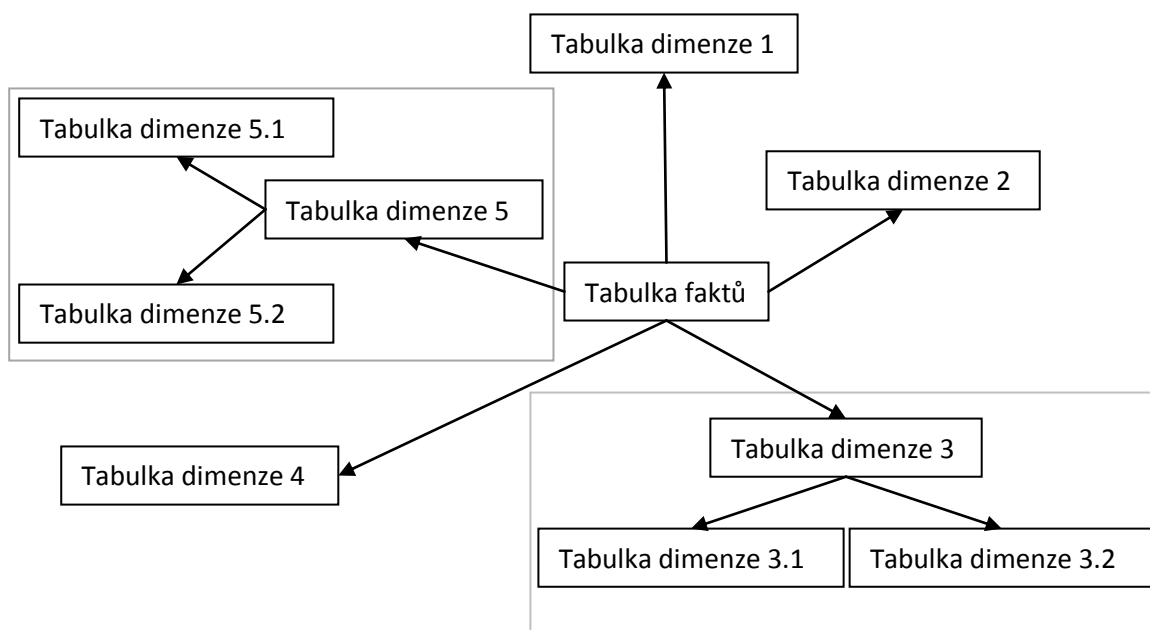 Tabulka dimenze 1
Tabulka dimenze 5.1
Tabulka dimenze 2
Tabulka dimenze 5
Tabulka faktů
Tabulka dimenze 5.2
Tabulka dimenze 3
Tabulka dimenze 4
Tabulka dimenze 3.1
Tabulka dimenze 3.2